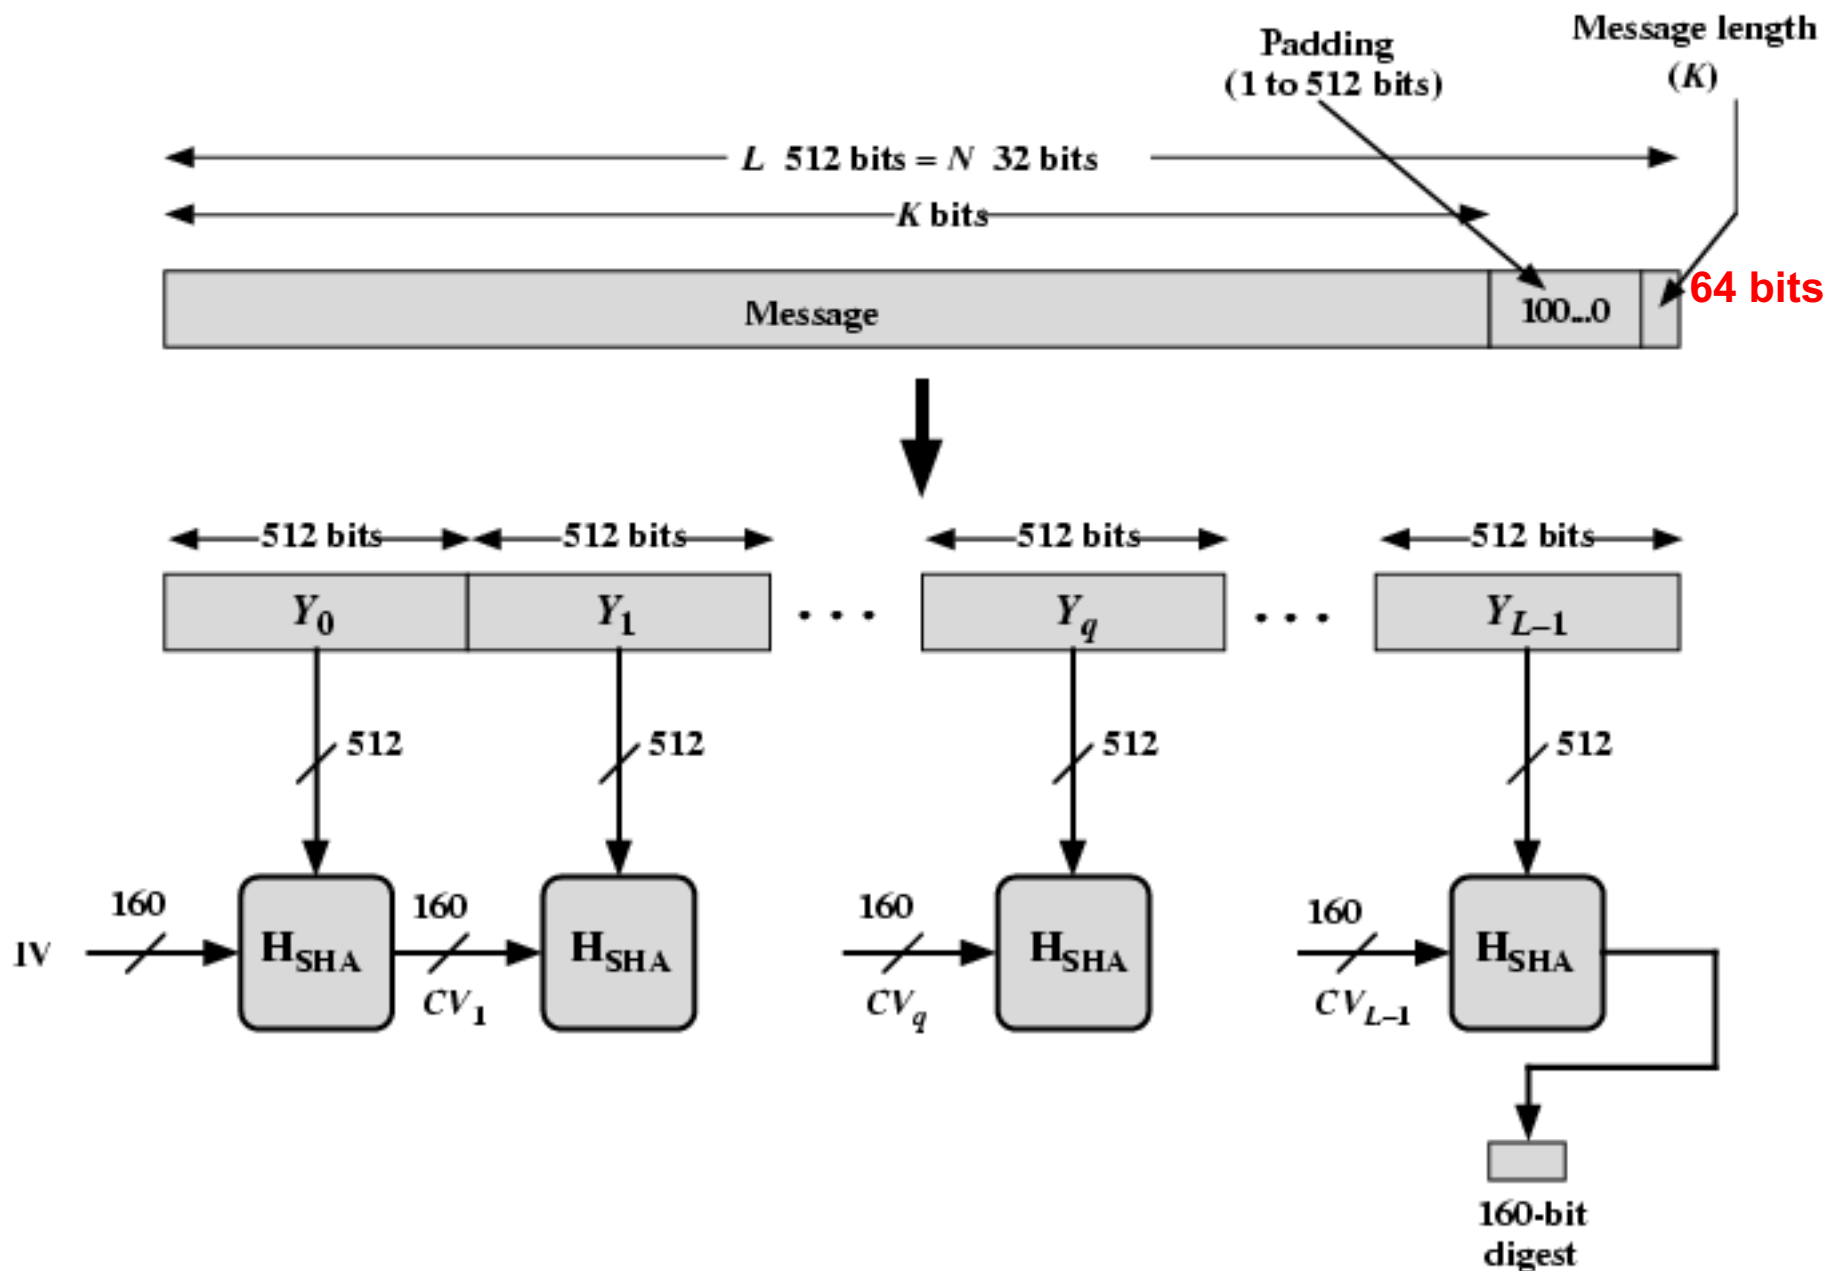 Padding
(1 to 512 bits)
Message length
(K)
L 512 bits = N 32 bits
K bits
Message
100...0
64 bits
512 bits
512 bits
512 bits
512 bits
Y0
Y1
. . .
Yq
. . .
YL–1
512
512
512
512
IV
160
HSHA
160
CV1
HSHA
160
CVq
HSHA
160
CVL–1
HSHA
160-bit
digest